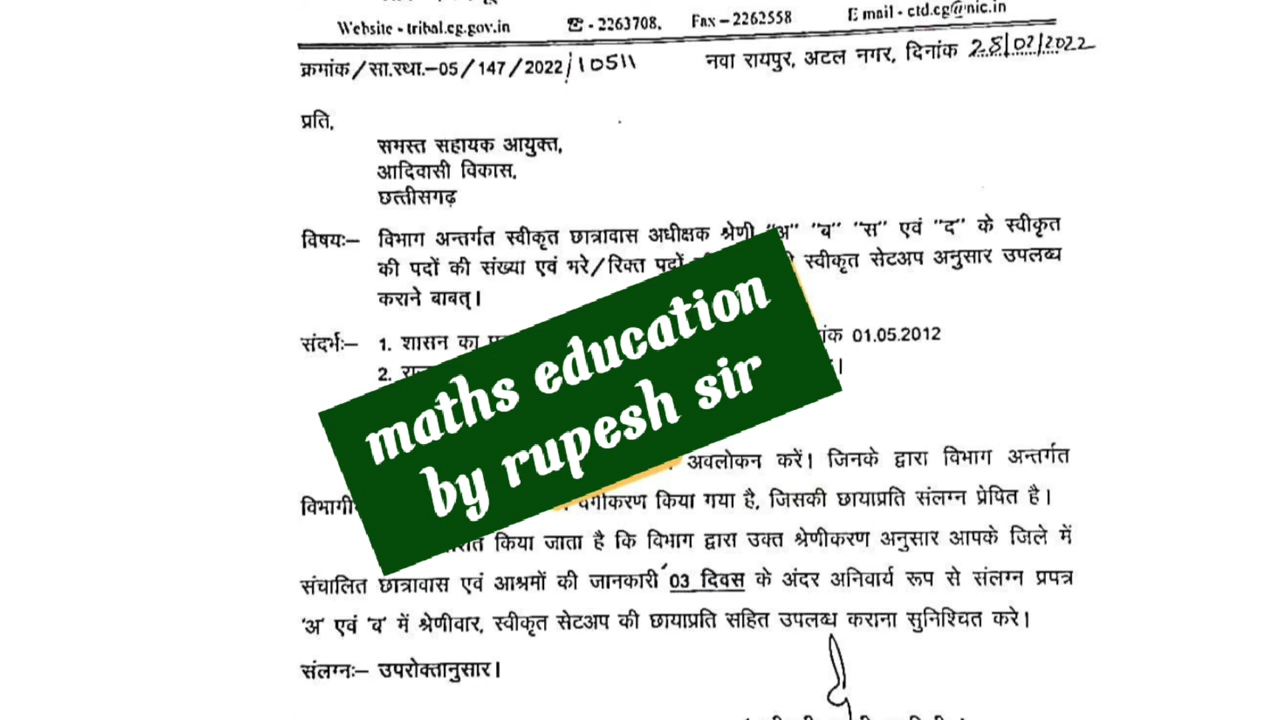 Website - tribal.cg.gov.in ☎ - 2263708, Fax – 2262558 E mail - ctd.cg@nic.in
क्रमांक/सा.स्था.–05/147/2022/10511 नवा रायपुर, अटल नगर, दिनांक 28/02/2022
प्रति,
समस्त सहायक आयुक्त,
आदिवासी विकास,
छत्तीसगढ़
विषयः– विभाग अन्तर्गत स्वीकृत छात्रावास अधीक्षक श्रेणी "अ" "ब" "स" एवं "द" के स्वीकृत
की पदों की संख्या एवं भरे/रिक्त पदों स्वीकृत सेटअप अनुसार उपलब्ध
कराने बाबत्।
संदर्भः– 1. शासन का 01.05.2012
2.
maths education
by rupesh sir
अवलोकन करें। जिनके द्वारा विभाग अन्तर्गत
किया गया है, जिसकी छायाप्रति संलग्न प्रेषित है।
किया जाता है कि विभाग द्वारा उक्त श्रेणीकरण अनुसार आपके जिले में
संचालित छात्रावास एवं आश्रमों की जानकारी 03 दिवस के अंदर अनिवार्य रूप से संलग्न प्रपत्र
'अ' एवं 'ब' में श्रेणीवार, स्वीकृत सेटअप की छायाप्रति सहित उपलब्ध कराना सुनिश्चित करे।
संलग्नः– उपरोक्तानुसार।